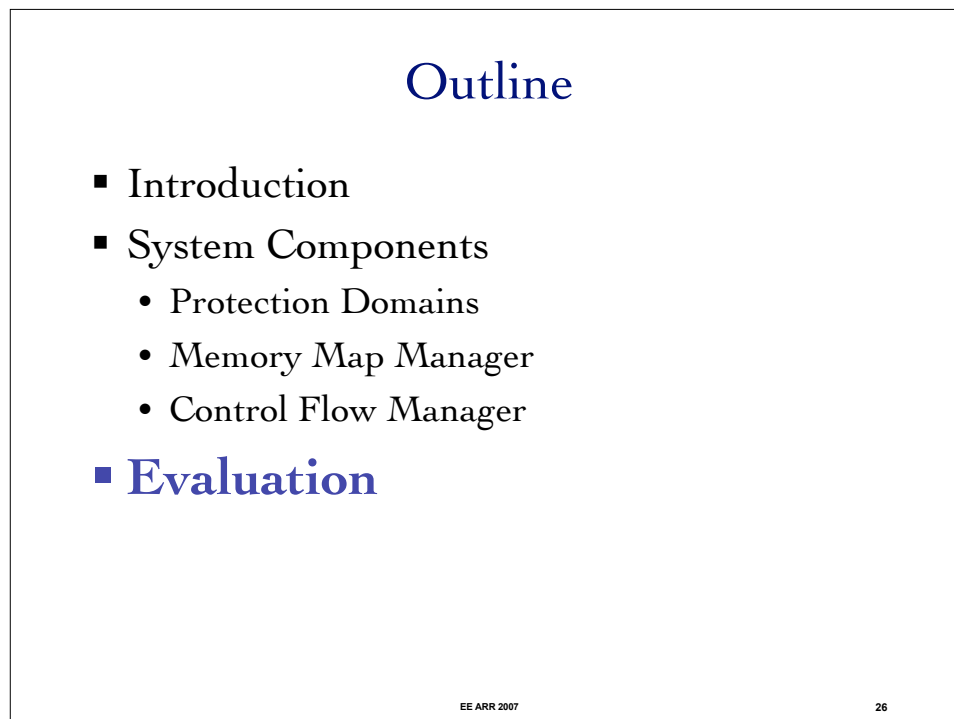 Outline
▪ Introduction
▪ System Components
• Protection Domains
• Memory Map Manager
• Control Flow Manager
▪ Evaluation
EE ARR 2007
26